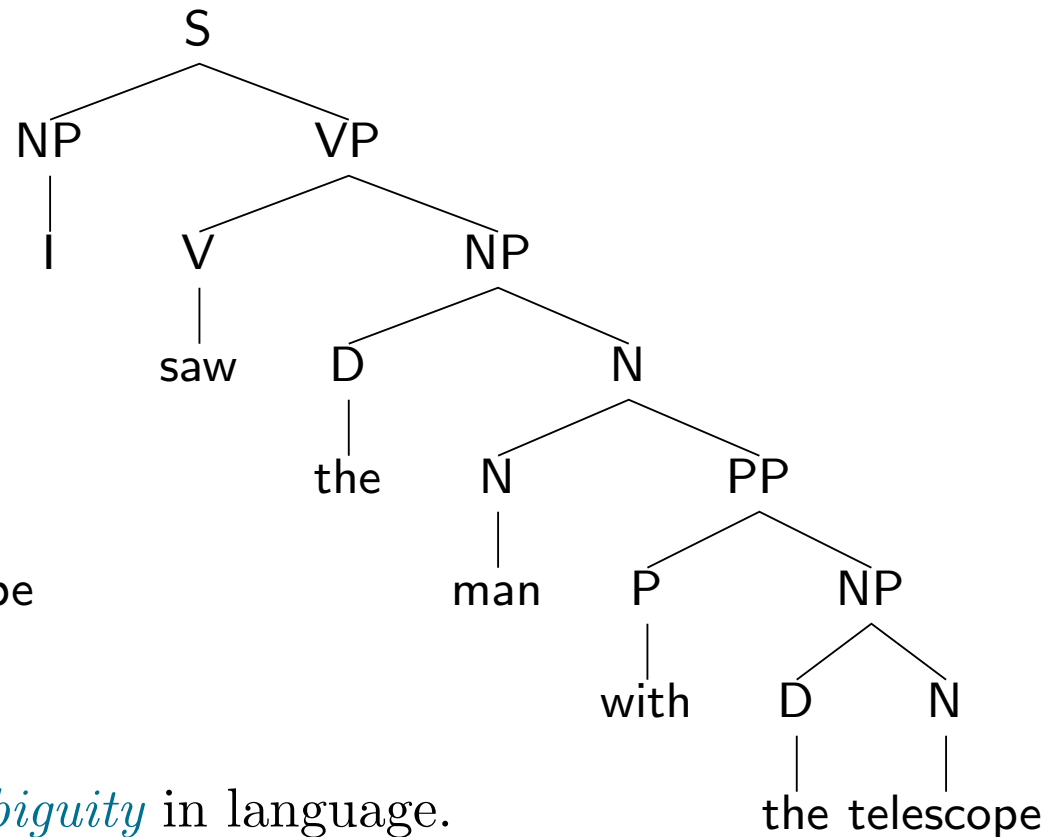 S
NP VP
I V NP
saw D N
the N PP
man P NP
with D N
biguity in language.
the telescope